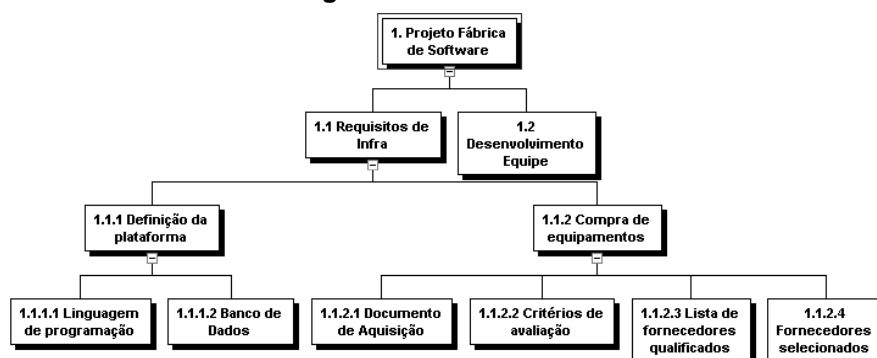 1. Projeto Fábrica
de Software
1.1 Requisitos de
Infra
1.2
Desenvolvimento
Equipe
1.1.1 Definição da
plataforma
1.1.2 Compra de
equipamentos
1.1.1.1 Linguagem
de programação
1.1.1.2 Banco de
Dados
1.1.2.1 Documento
de Aquisição
1.1.2.2 Critérios de
avaliação
1.1.2.3 Lista de
fornecedores
qualificados
1.1.2.4
Fornecedores
selecionados